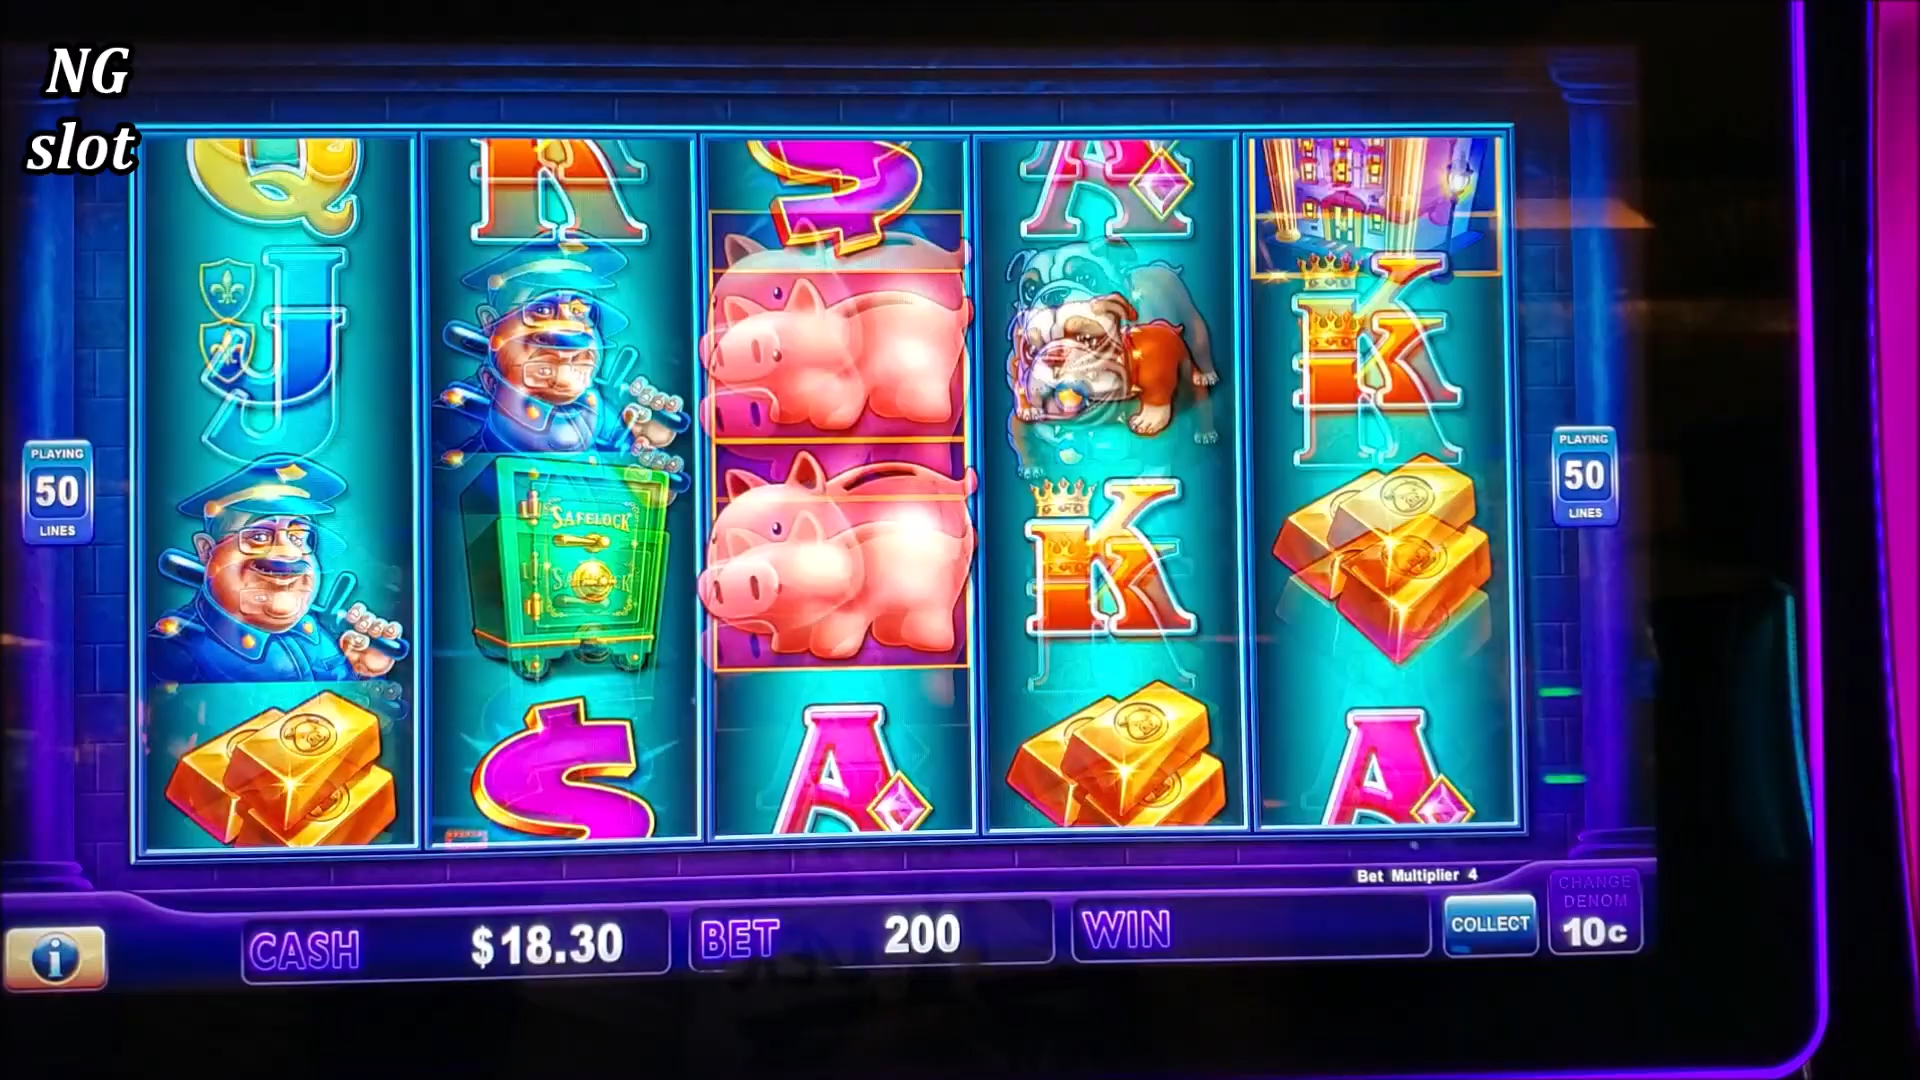 NG
slot
Q
K
$
A
J
K
PLAYING
50
LINES
SAFELOCK
K
PLAYING
50
LINES
$
A
A
Bet Multiplier 4
CASH $18.30
BET 200
WIN
COLLECT
CHANGE
DENOM
10c